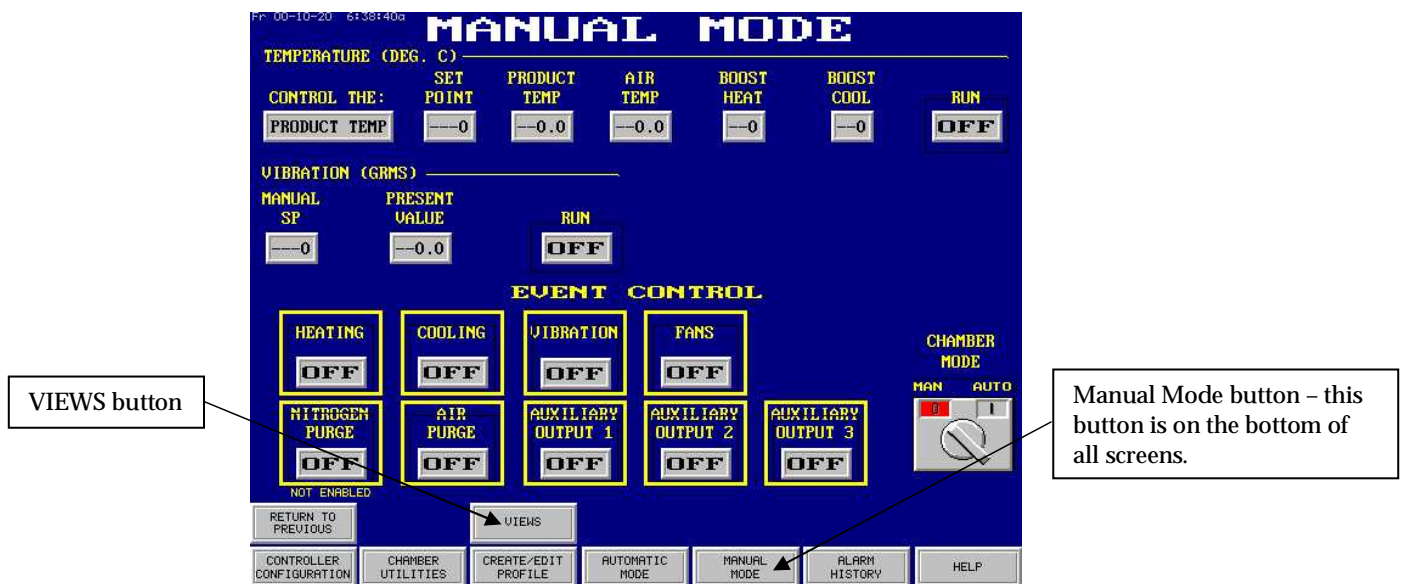 Fr 00-10-20 6:38:40a
MANUAL MODE
TEMPERATURE (DEG. C)
CONTROL THE:
SET
POINT
PRODUCT
TEMP
AIR
TEMP
BOOST
HEAT
BOOST
COOL
RUN
PRODUCT TEMP
---0
--0.0
--0.0
--0
--0
OFF
VIBRATION (GRMS)
MANUAL
SP
PRESENT
VALUE
RUN
---0
--0.0
OFF
EVENT CONTROL
HEATING
OFF
COOLING
OFF
VIBRATION
OFF
FANS
OFF
CHAMBER
MODE
MAN AUTO
0 I
NITROGEN
PURGE
OFF
NOT ENABLED
AIR
PURGE
OFF
AUXILIARY
OUTPUT 1
OFF
AUXILIARY
OUTPUT 2
OFF
AUXILIARY
OUTPUT 3
OFF
VIEWS button
Manual Mode button – this
button is on the bottom of
all screens.
RETURN TO
PREVIOUS
VIEWS
CONTROLLER
CONFIGURATION
CHAMBER
UTILITIES
CREATE/EDIT
PROFILE
AUTOMATIC
MODE
MANUAL
MODE
ALARM
HISTORY
HELP